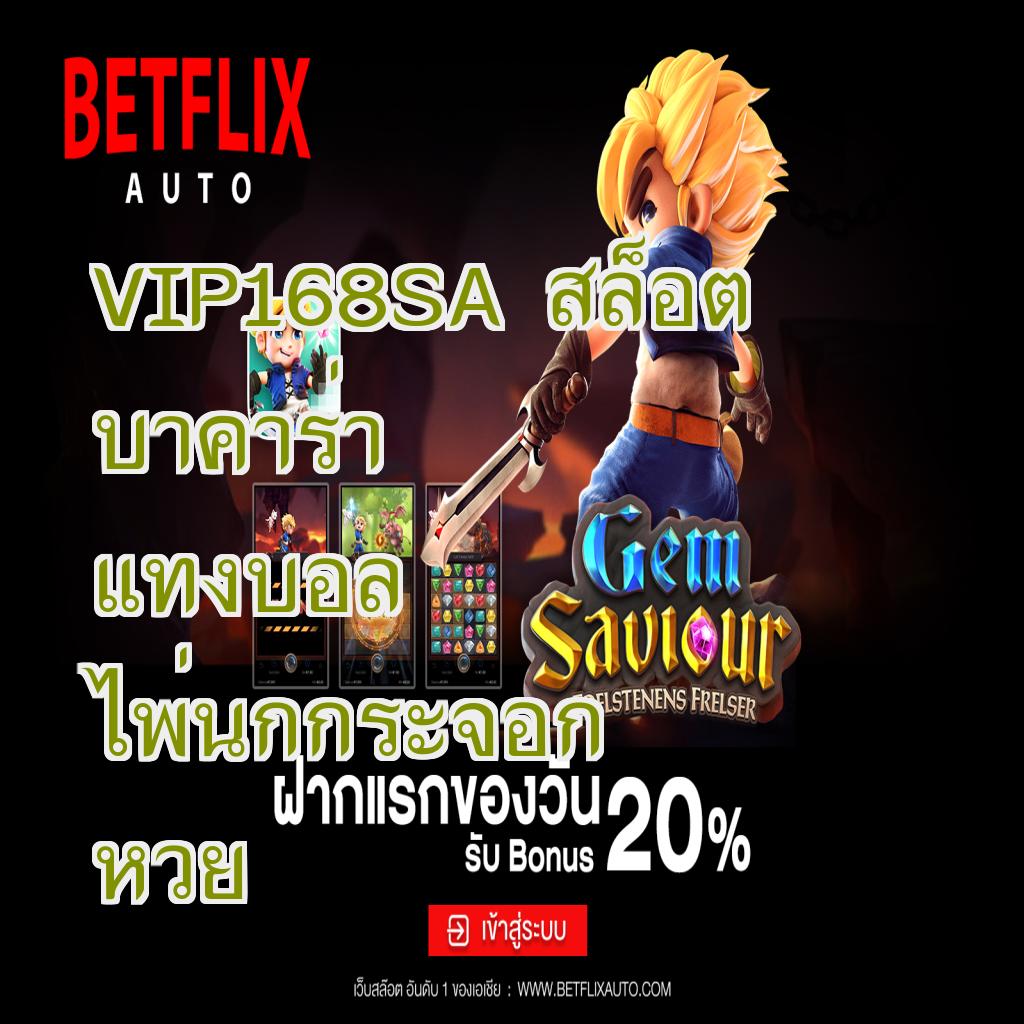 BETFLIX
AUTO
VIP168SA สล็อต
บาคาร่า
แทงบอล
ไพ่นกกระจอก
หวย
Gem
Saviour
EDELSTENENS FRELSER
ฝากแรกของวัน 20%
รับ Bonus
เข้าสู่ระบบ
เว็บสล๊อต อันดับ 1 ของเอเชีย : WWW.BETFLIXAUTO.COM